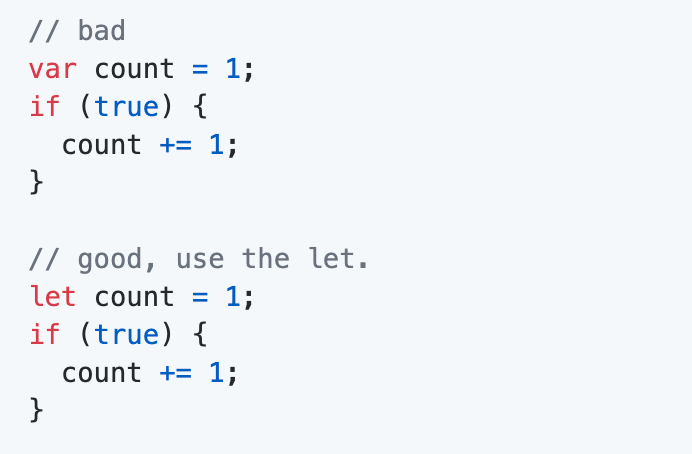 // bad
var count = 1;
if (true) {
  count += 1;
}

// good, use the let.
let count = 1;
if (true) {
  count += 1;
}